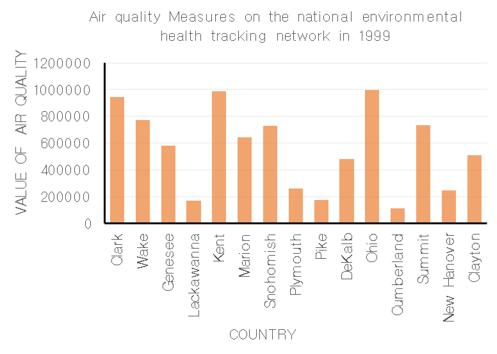 Air quality Measures on the national environmental
health tracking network in 1999
VALUE OF AIR QUALITY
1200000
1000000
800000
600000
400000
200000
0
Clark
Wake
Genesee
Lackawanna
Kent
Marion
Snohomish
Plymouth
Pike
DeKalb
Ohio
Cumberland
Summit
New Hanover
Clayton
COUNTRY